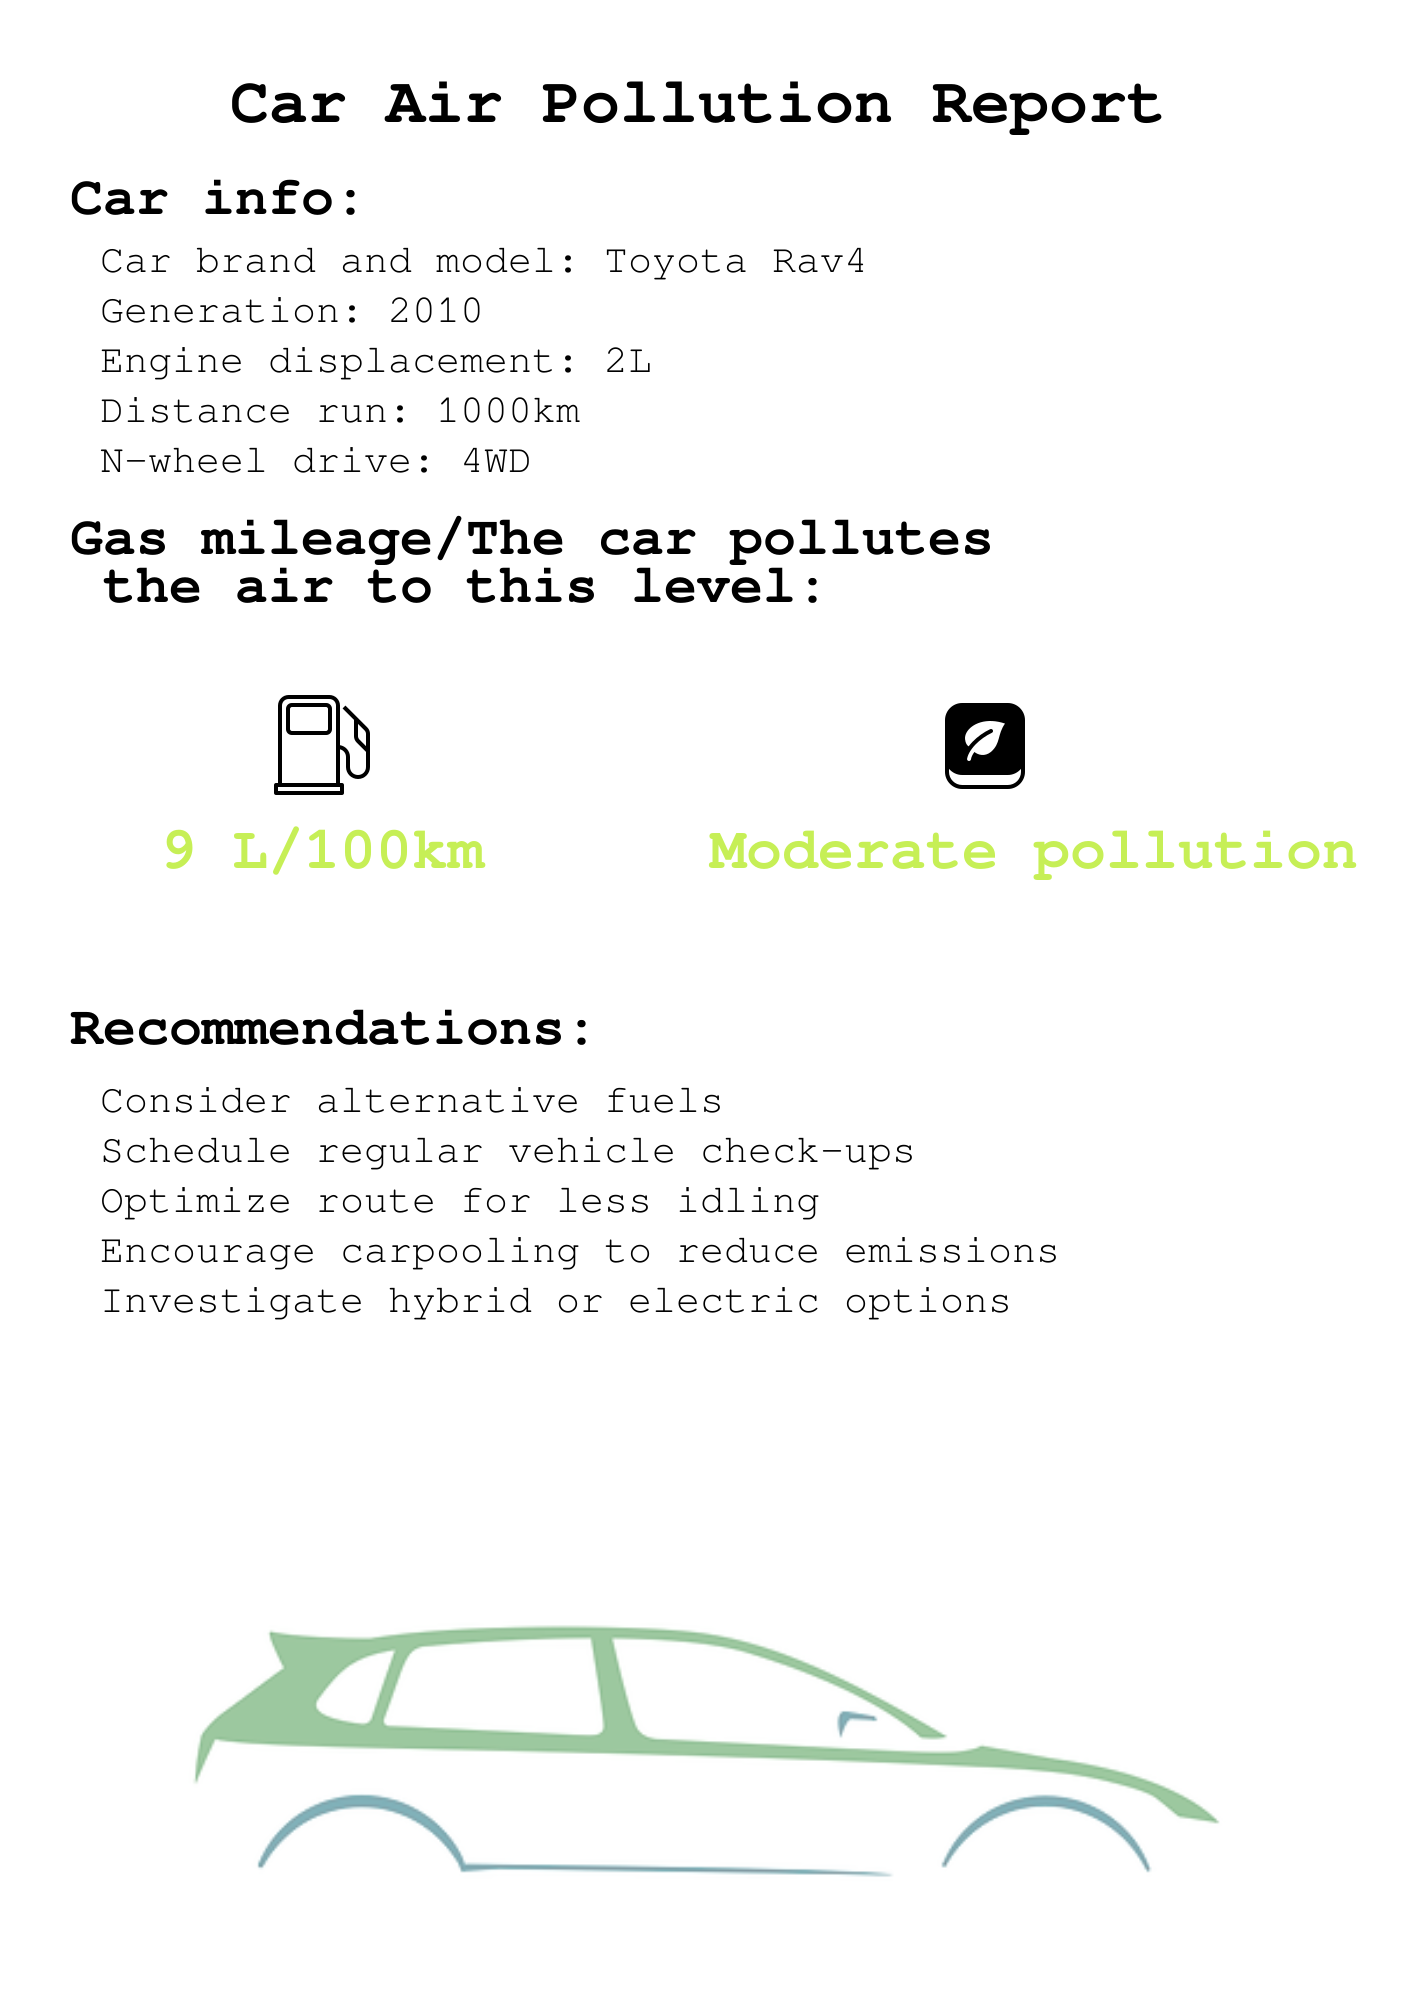 Car Air Pollution Report
Car info:
Car brand and model: Toyota Rav4
Generation: 2010
Engine displacement: 2L
Distance run: 1000km
N-wheel drive: 4WD
Gas mileage/The car pollutes
the air to this level:
9 L/100km
Moderate pollution
Recommendations:
Consider alternative fuels
Schedule regular vehicle check-ups
Optimize route for less idling
Encourage carpooling to reduce emissions
Investigate hybrid or electric options